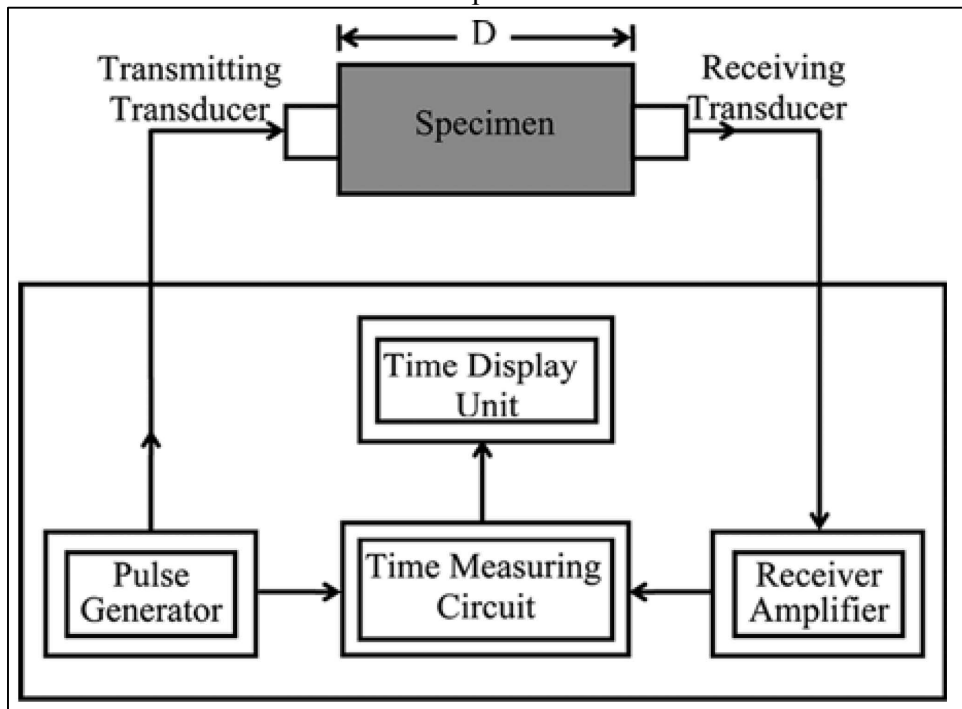 D
Transmitting
Transducer
Specimen
Receiving
Transducer
Time Display
Unit
Pulse
Generator
Time Measuring
Circuit
Receiver
Amplifier